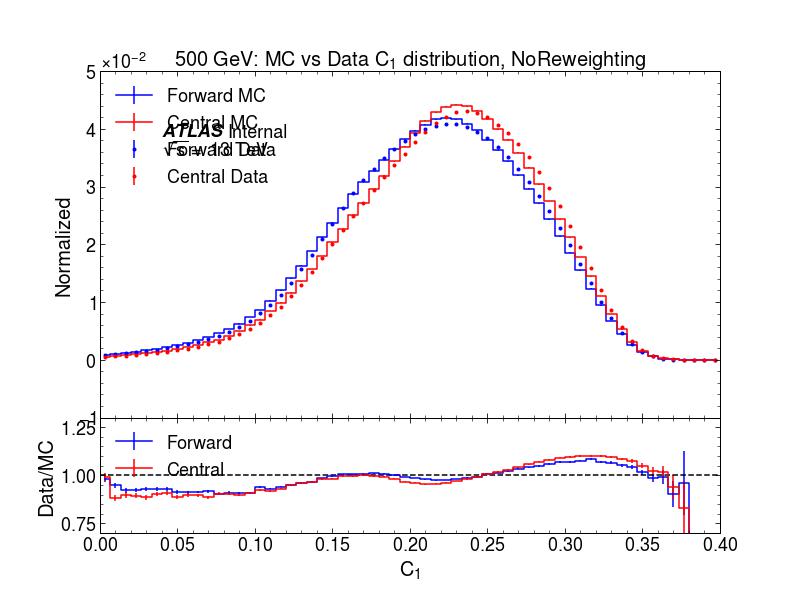 ×10⁻² 500 GeV: MC vs Data C₁ distribution, NoReweighting
5
4
3
2
1
0
−1
Normalized
Forward MC
Central MC
ATLAS Internal
√s = 13 TeV
Forward Data
Central Data
1.25
1.00
0.75
Data/MC
Forward
Central
0.00 0.05 0.10 0.15 0.20 0.25 0.30 0.35 0.40
C₁